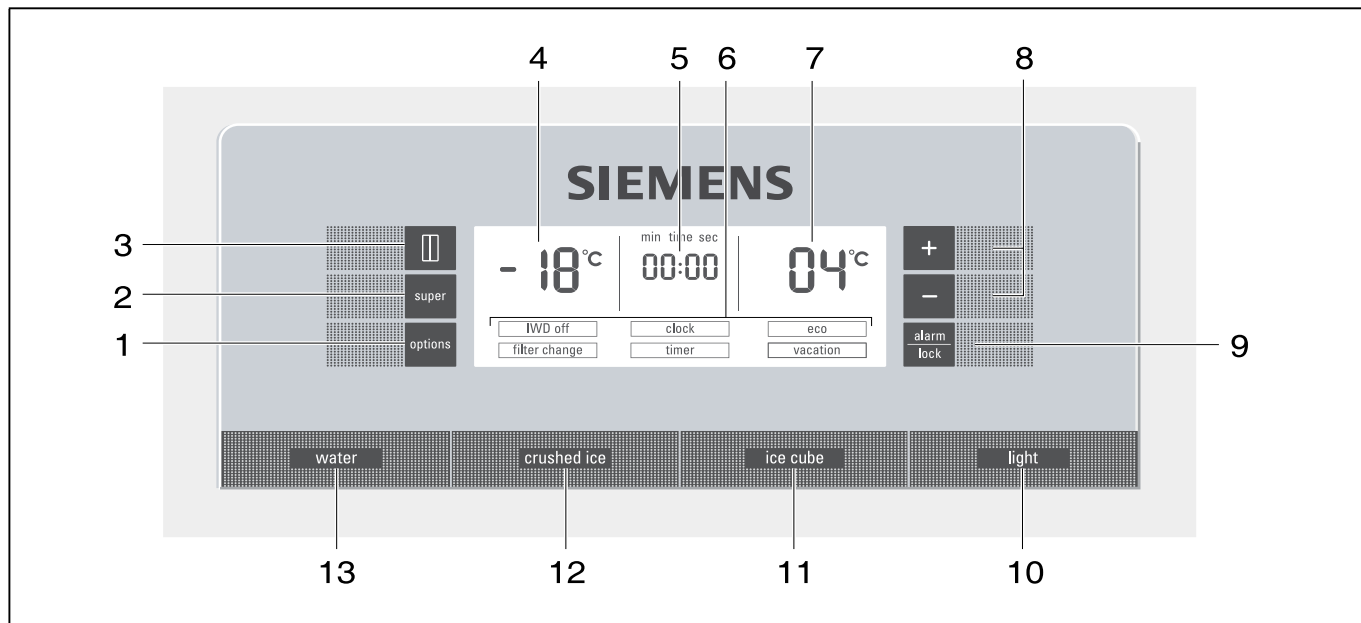 4 5 6 7 8
SIEMENS
3
2 super
1 options
min time sec
-18°C 00:00 04°C
IWD off clock eco
filter change timer vacation
+
−
alarm
lock
9
water crushed ice ice cube light
13 12 11 10